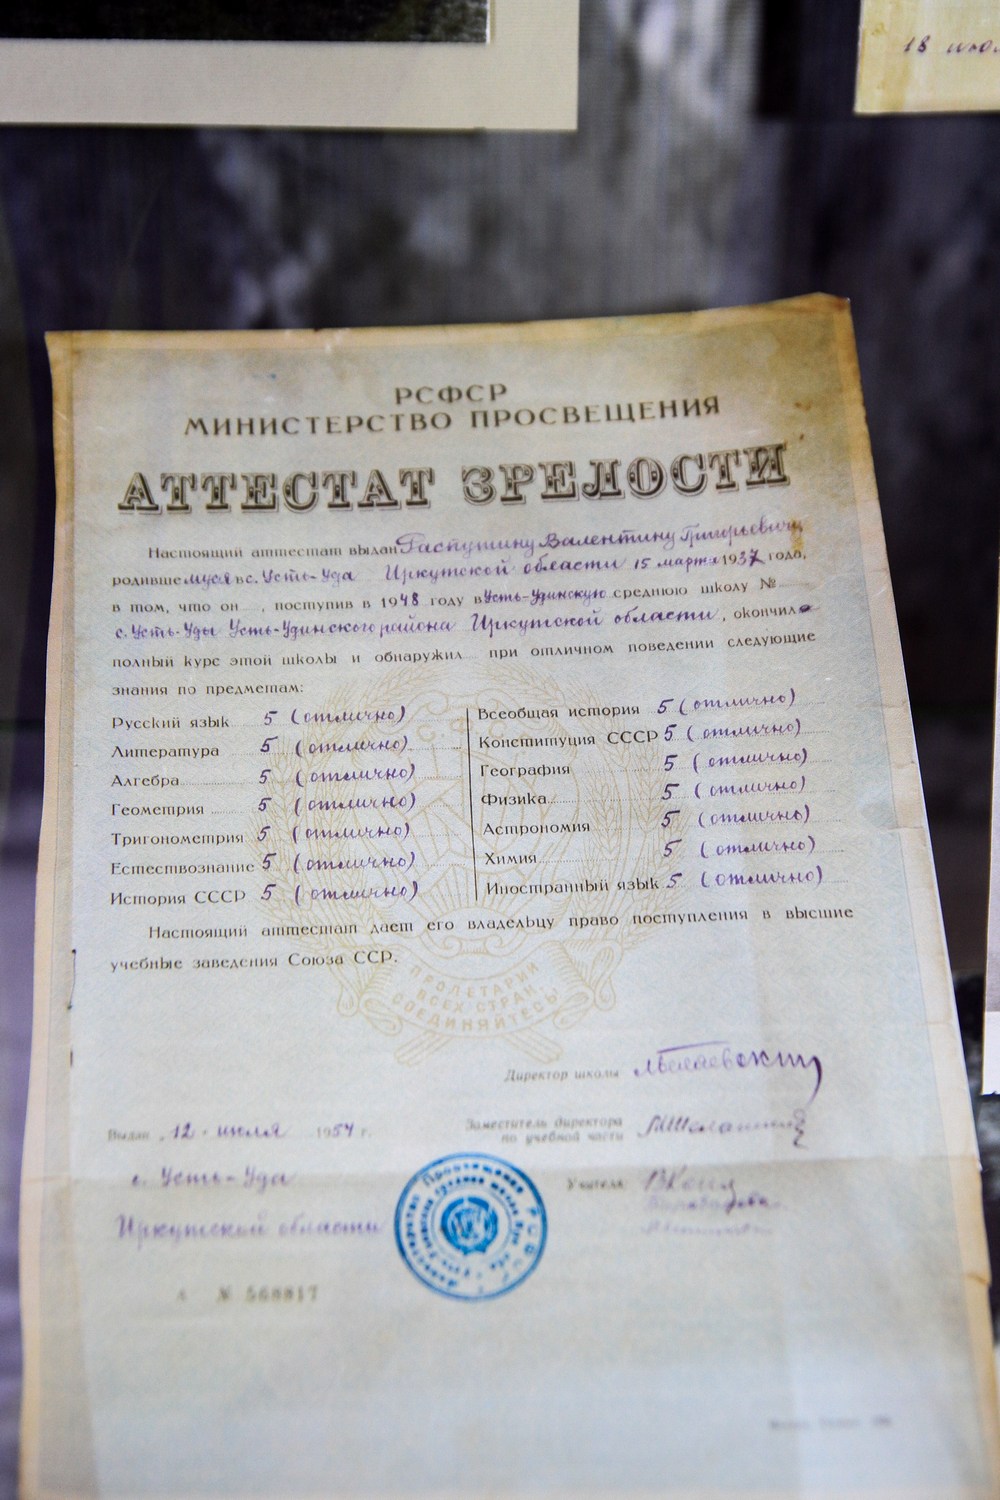 18 июл
РСФСР
МИНИСТЕРСТВО ПРОСВЕЩЕНИЯ
АТТЕСТАТ ЗРЕЛОСТИ
Настоящий аттестат выдан Распутину Валентину Григорьевичу
родившемуся в с. Усть-Уда Иркутской области 15 марта 1937 года,
в том, что он, поступив в 1948 году в Усть-Удинскую среднюю школу №
с. Усть-Уды Усть-Удинского района Иркутской области, окончил
полный курс этой школы и обнаружил при отличном поведении следующие
знания по предметам:
Русский язык 5 (отлично)
Литература 5 (отлично)
Алгебра 5 (отлично)
Геометрия 5 (отлично)
Тригонометрия 5 (отлично)
Естествознание 5 (отлично)
История СССР 5 (отлично)
Всеобщая история 5 (отлично)
Конституция СССР 5 (отлично)
География 5 (отлично)
Физика 5 (отлично)
Астрономия 5 (отлично)
Химия 5 (отлично)
Иностранный язык 5 (отлично)
Настоящий аттестат дает его владельцу право поступления в высшие
учебные заведения Союза ССР.
ПРОЛЕТАРИИ
ВСЕХ СТРАН,
СОЕДИНЯЙТЕСЬ!
Директор школы
Выдан 12 июля 1954 г.
Заместитель директора
по учебной части
с. Усть-Уда
Учителя:
Иркутской области
Министерство Просвещения РСФСР
№ 568817